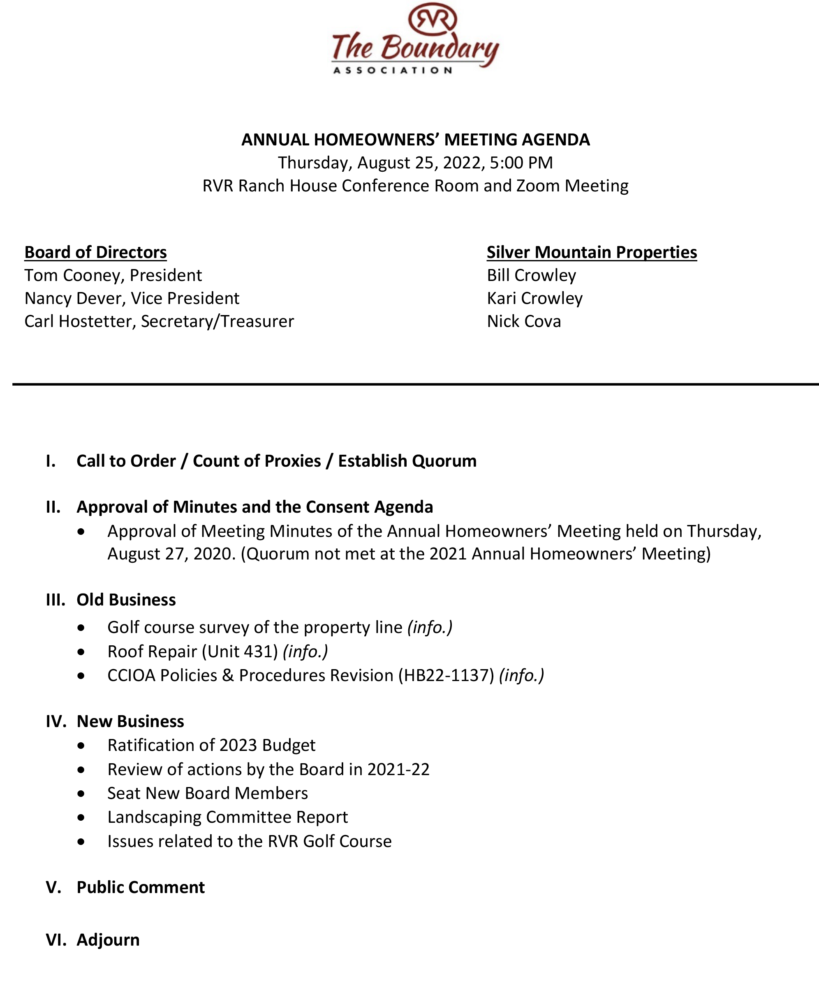 RVR
The Boundary
ASSOCIATION
ANNUAL HOMEOWNERS’ MEETING AGENDA
Thursday, August 25, 2022, 5:00 PM
RVR Ranch House Conference Room and Zoom Meeting
Board of Directors
Tom Cooney, President
Nancy Dever, Vice President
Carl Hostetter, Secretary/Treasurer
Silver Mountain Properties
Bill Crowley
Kari Crowley
Nick Cova
I. Call to Order / Count of Proxies / Establish Quorum
II. Approval of Minutes and the Consent Agenda
• Approval of Meeting Minutes of the Annual Homeowners’ Meeting held on Thursday,
August 27, 2020. (Quorum not met at the 2021 Annual Homeowners’ Meeting)
III. Old Business
• Golf course survey of the property line (info.)
• Roof Repair (Unit 431) (info.)
• CCIOA Policies & Procedures Revision (HB22-1137) (info.)
IV. New Business
• Ratification of 2023 Budget
• Review of actions by the Board in 2021-22
• Seat New Board Members
• Landscaping Committee Report
• Issues related to the RVR Golf Course
V. Public Comment
VI. Adjourn